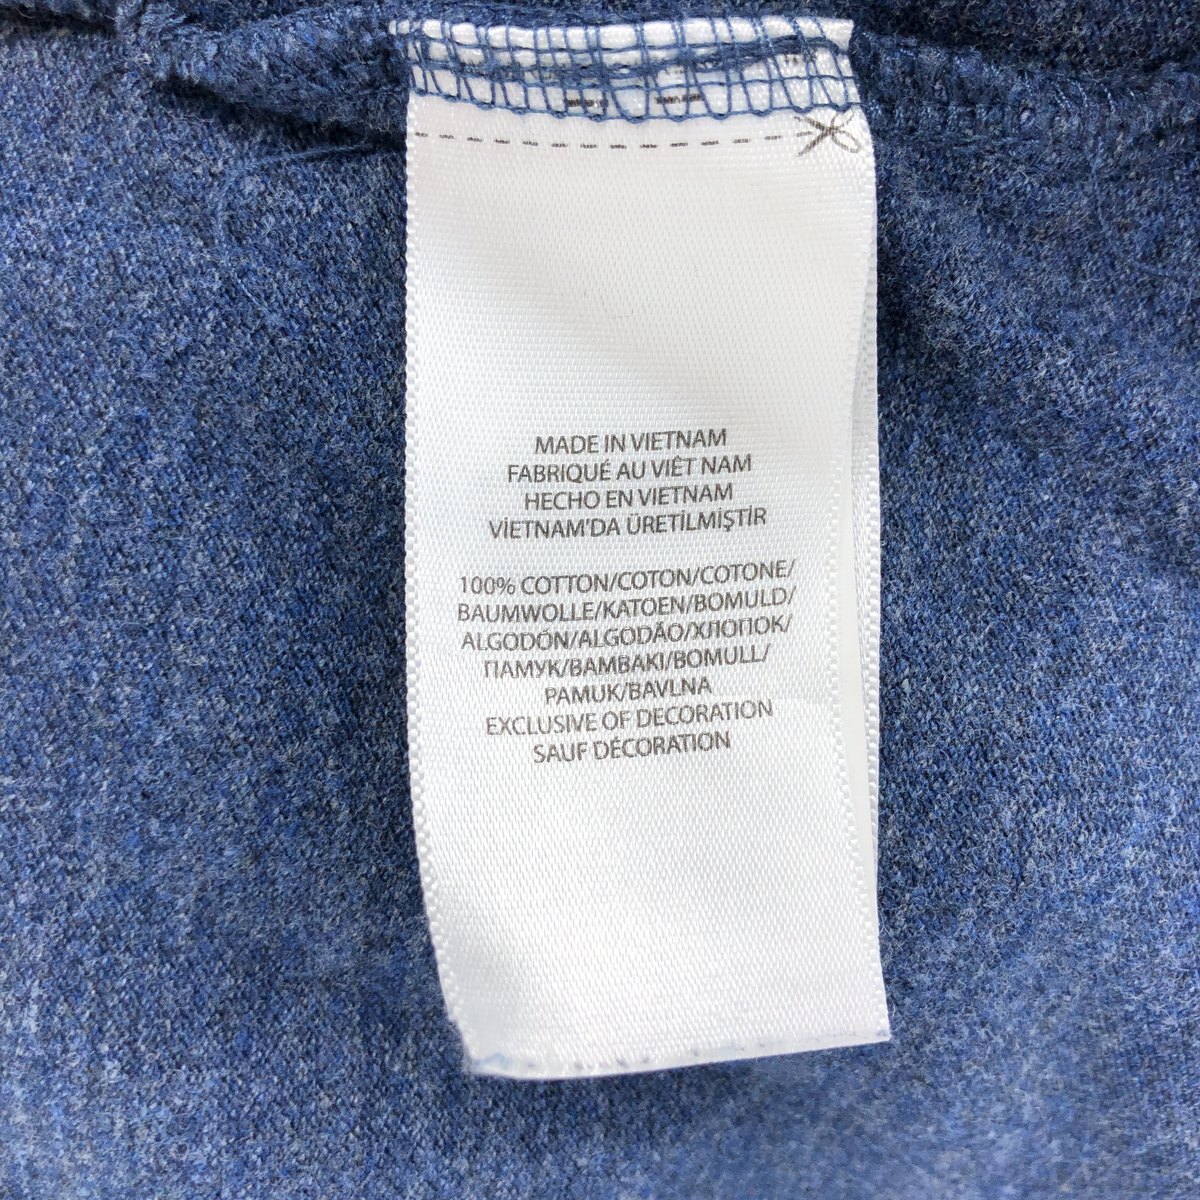 MADE IN VIETNAM
FABRIQUÉ AU VIÊT NAM
HECHO EN VIETNAM
VİETNAM'DA ÜRETİLMİŞTİR
100% COTTON/COTON/COTONE/
BAUMWOLLE/KATOEN/BOMULD/
ALGODÓN/ALGODÃO/ХЛОПОК/
ПАМУК/BAMBAKI/BOMULL/
PAMUK/BAVLNA
EXCLUSIVE OF DECORATION
SAUF DÉCORATION